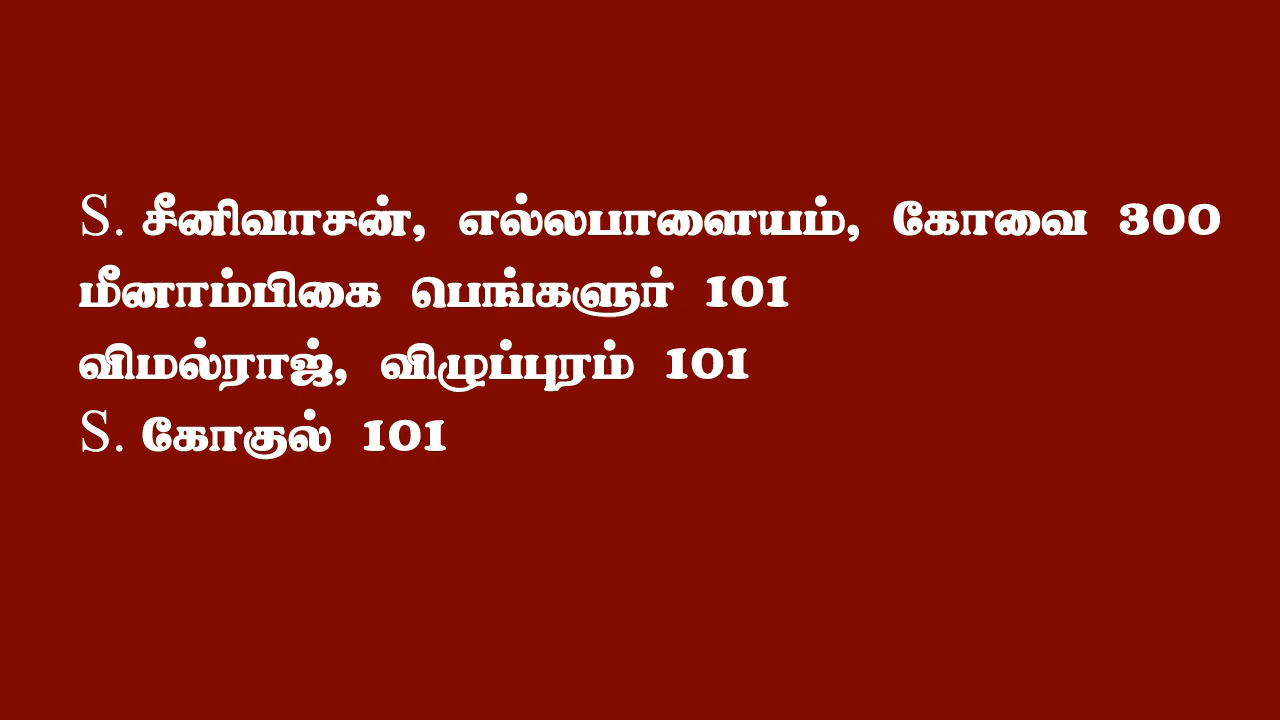 S. சீனிவாசன், எல்லபாளையம், கோவை 300
மீனாம்பிகை பெங்களூர் 101
விமல்ராஜ், விழுப்புரம் 101
S. கோகுல் 101